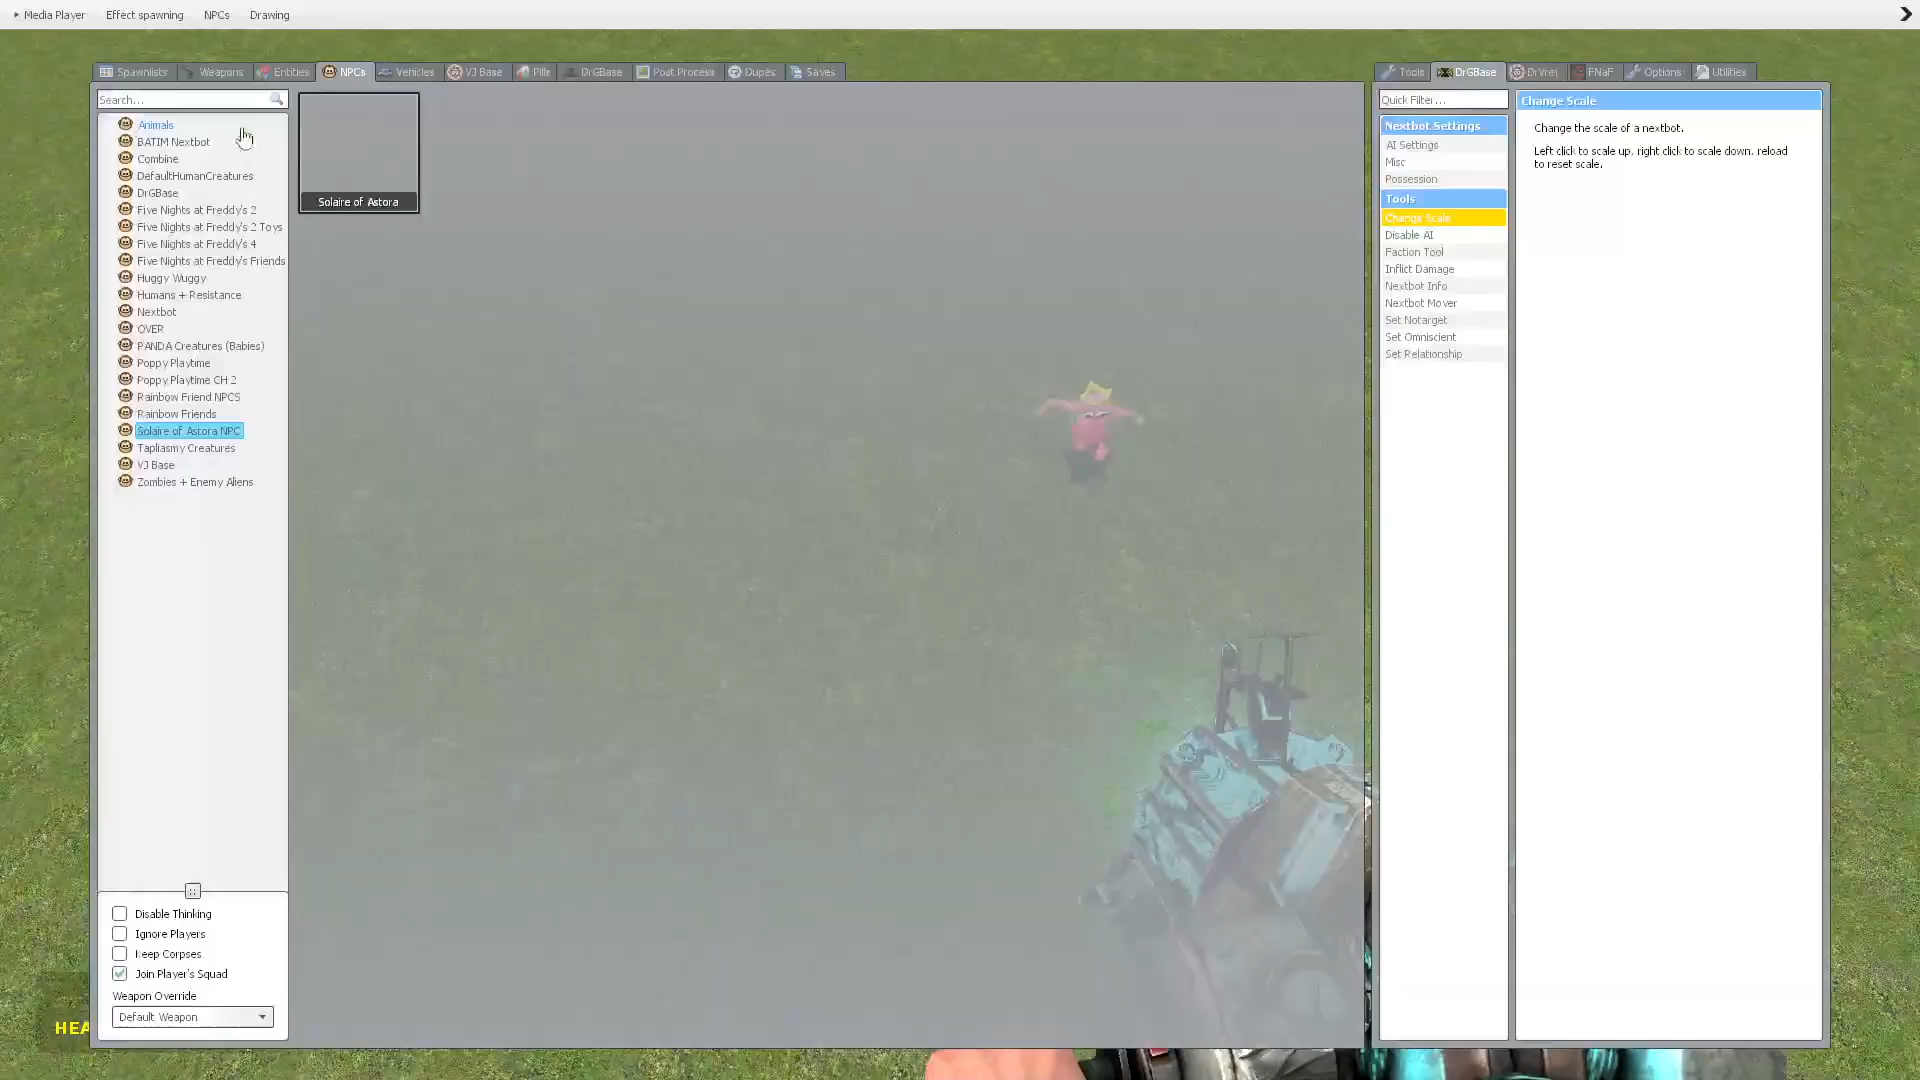 Media Player Effect spawning NPCs Drawing
Spawnlists Weapons Entities NPCs Vehicles VJ Base Pills DrGBase Post Process Dupes Saves
Tools DrGBase DrVrej FNaF Options Utilities
Search...
Animals
BATIM Nextbot
Combine
DefaultHumanCreatures
DrGBase
Five Nights at Freddy's 2
Five Nights at Freddy's 2 Toys
Five Nights at Freddy's 4
Five Nights at Freddy's Friends
Huggy Wuggy
Humans + Resistance
Nextbot
OVER
PANDA Creatures (Babies)
Poppy Playtime
Poppy Playtime CH 2
Rainbow Friend NPCS
Rainbow Friends
Solaire of Astora NPC
Tapliasmy Creatures
VJ Base
Zombies + Enemy Aliens
Disable Thinking
Ignore Players
Keep Corpses
Join Player's Squad
Weapon Override
Default Weapon
HEA
Solaire of Astora
Quick Filter...
Nextbot Settings
AI Settings
Misc
Possession
Tools
Change Scale
Disable AI
Faction Tool
Inflict Damage
Nextbot Info
Nextbot Mover
Set Notarget
Set Omniscient
Set Relationship
Change Scale
Change the scale of a nextbot.
Left click to scale up, right click to scale down, reload
to reset scale.